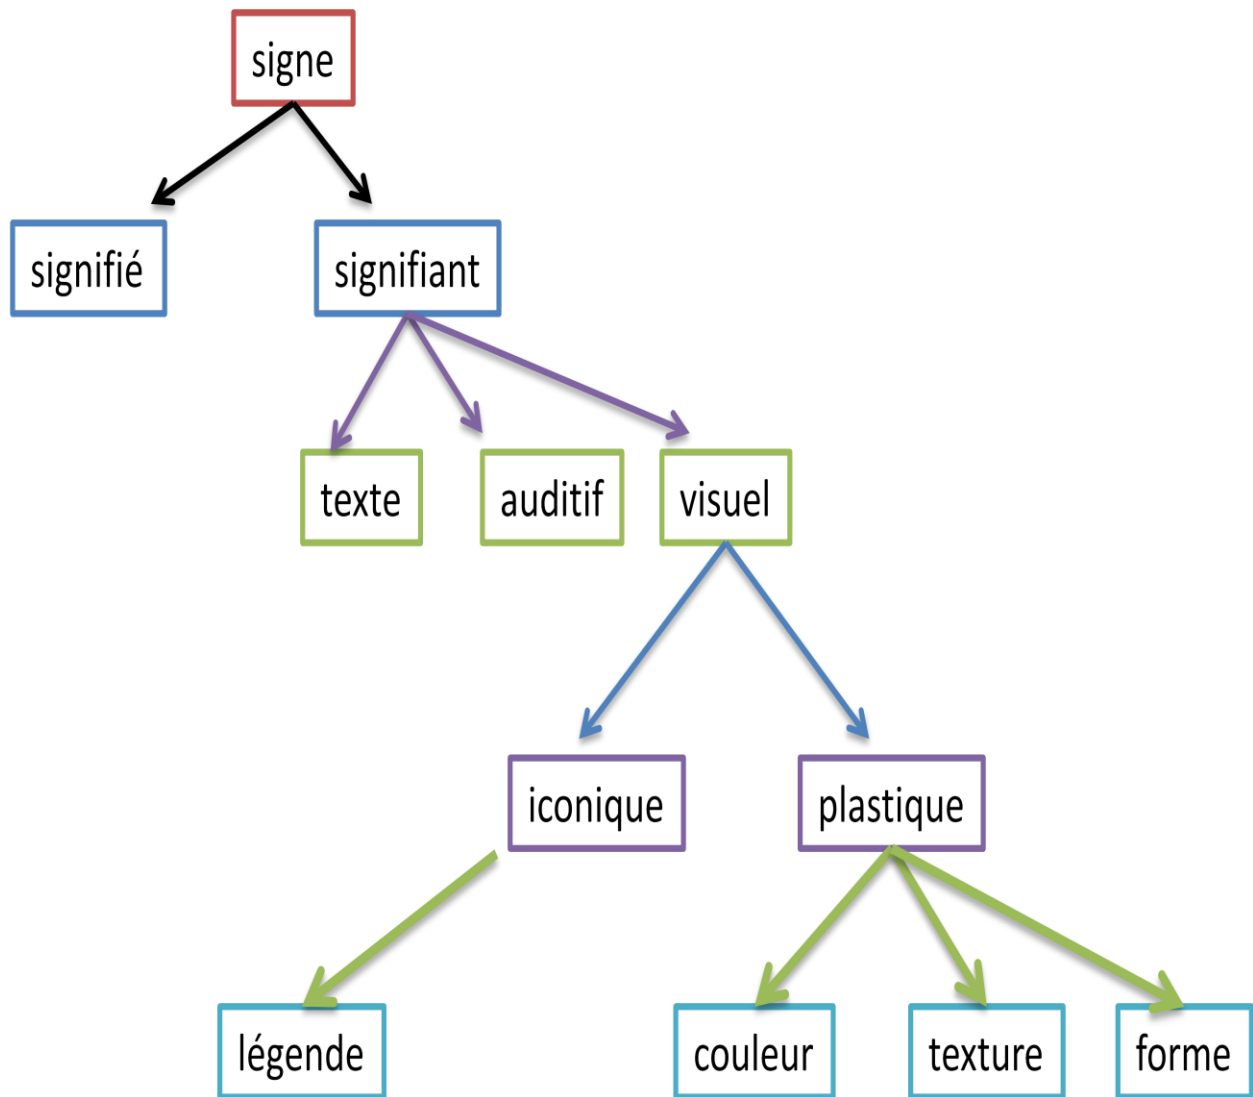 signe
signifié
signifiant
texte
auditif
visuel
iconique
plastique
légende
couleur
texture
forme